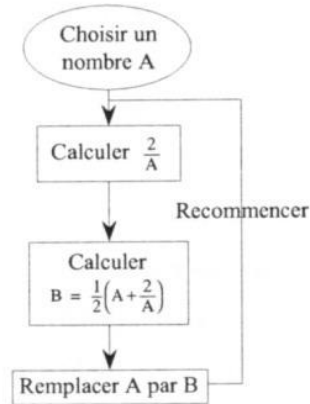 Choisir un
nombre A
Calculer 2/A
Recommencer
Calculer
B = 1/2(A+2/A)
Remplacer A par B